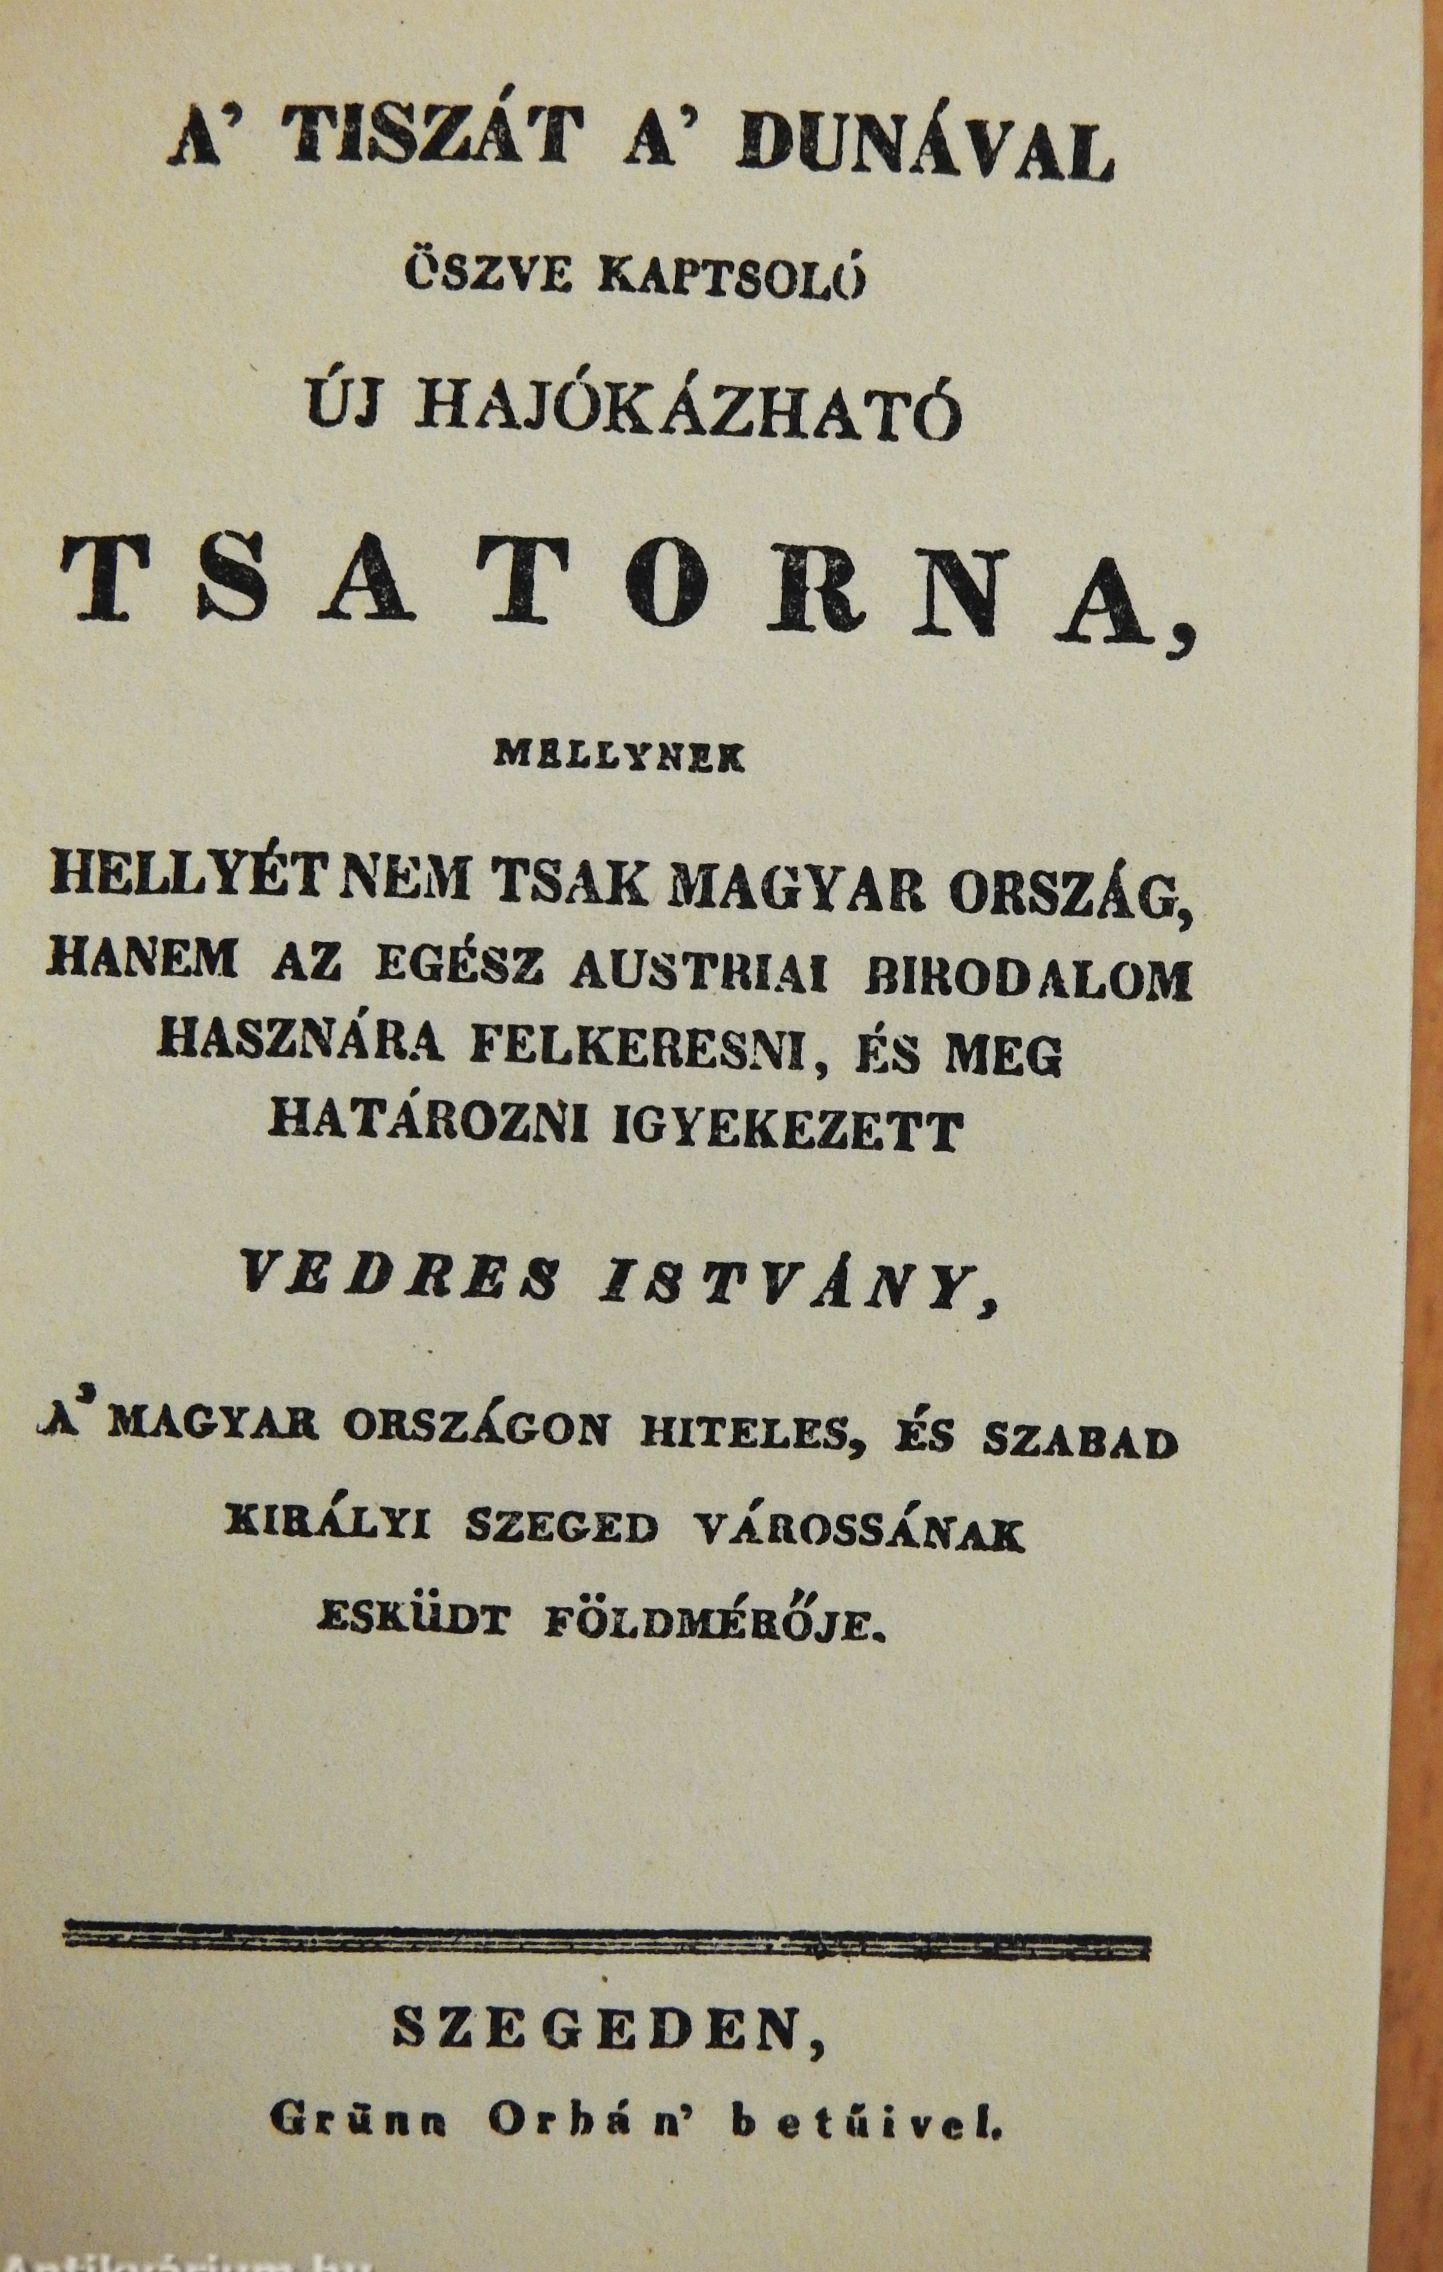 A' TISZÁT A' DUNÁVAL
ÖSZVE KAPTSOLÓ
ÚJ HAJÓKÁZHATÓ
TSATORNA,
MELLYNEK
HELLYÉT NEM TSAK MAGYAR ORSZÁG,
HANEM AZ EGÉSZ AUSTRIAI BIRODALOM
HASZNÁRA FELKERESNI, ÉS MEG
HATÁROZNI IGYEKEZETT
VEDRES ISTVÁNY,
A' MAGYAR ORSZÁGON HITELES, ÉS SZABAD
KIRÁLYI SZEGED VÁROSSÁNAK
ESKÜDT FÖLDMÉRŐJE.
SZEGEDEN,
Grünn Orbán' betűivel.
Antikvárium.hu